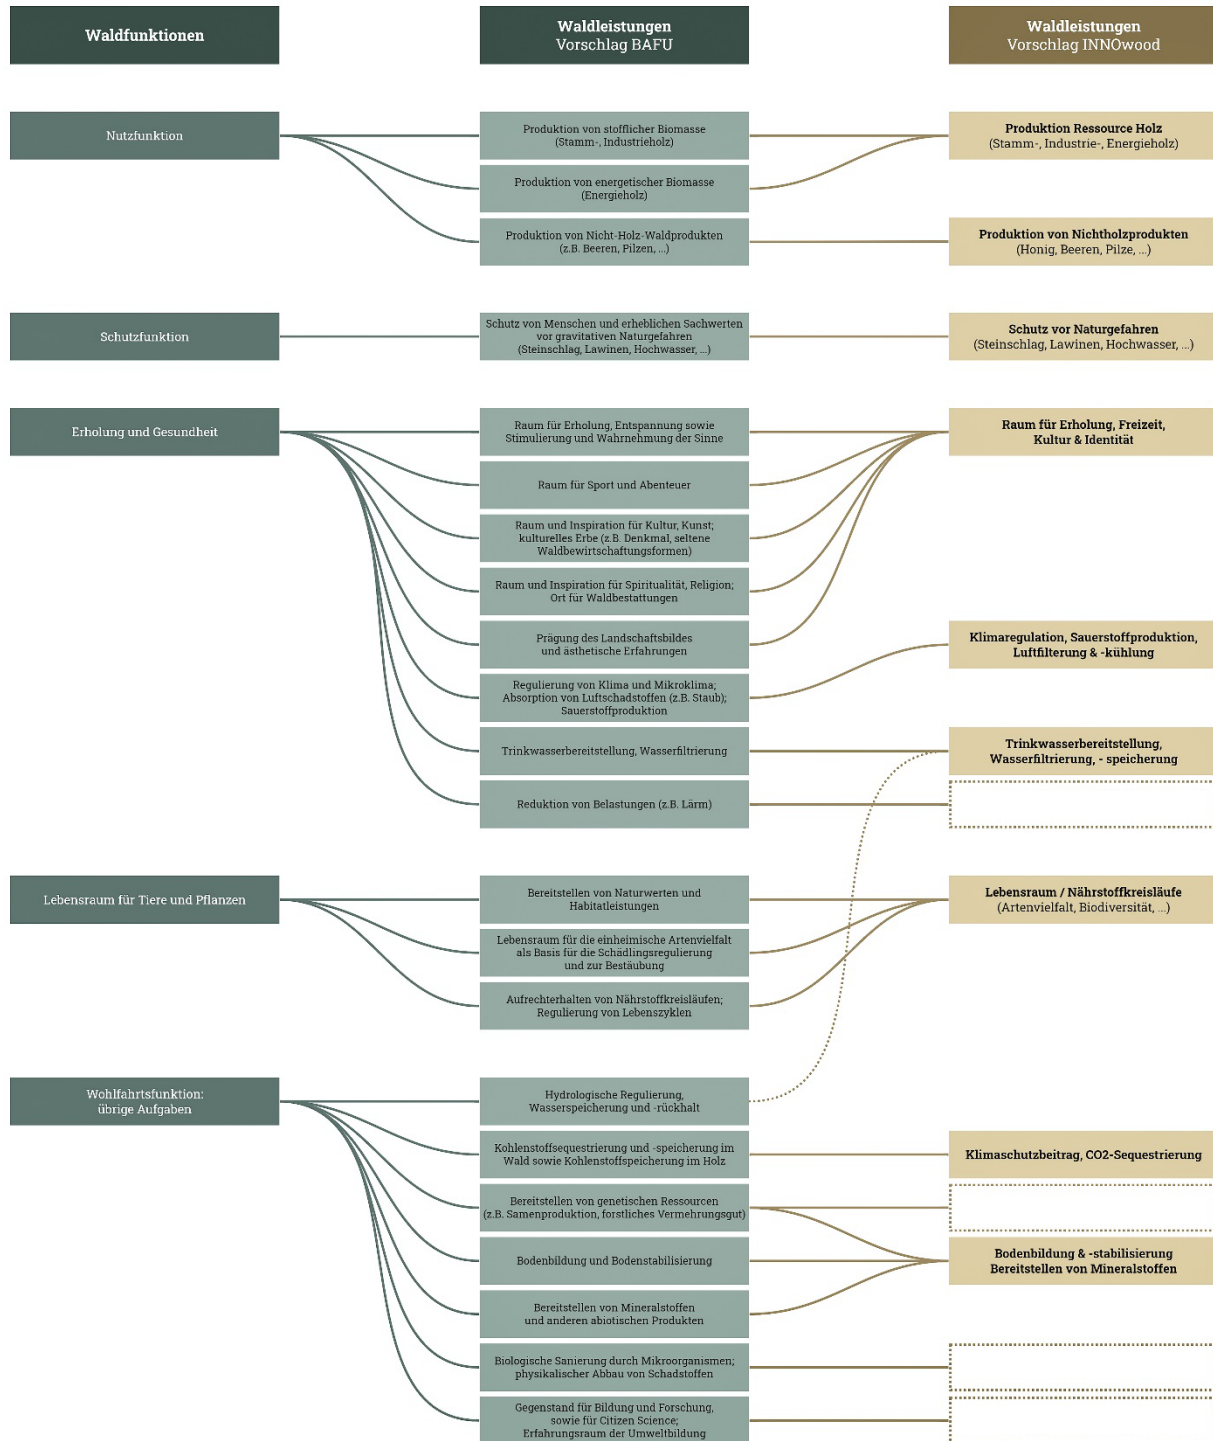 Waldfunktionen
Waldleistungen
Vorschlag BAFU
Waldleistungen
Vorschlag INNOwood
Nutzfunktion
Produktion von stofflicher Biomasse
(Stamm-, Industrieholz)
Produktion Ressource Holz
(Stamm-, Industrie-, Energieholz)
Produktion von energetischer Biomasse
(Energieholz)
Produktion von Nicht-Holz-Waldprodukten
(z.B. Beeren, Pilzen, ...)
Produktion von Nichtholzprodukten
(Honig, Beeren, Pilze, ...)
Schutzfunktion
Schutz von Menschen und erheblichen Sachwerten
vor gravitativen Naturgefahren
(Steinschlag, Lawinen, Hochwasser, ...)
Schutz vor Naturgefahren
(Steinschlag, Lawinen, Hochwasser, ...)
Erholung und Gesundheit
Raum für Erholung, Entspannung sowie
Stimulierung und Wahrnehmung der Sinne
Raum für Erholung, Freizeit,
Kultur & Identität
Raum für Sport und Abenteuer
Raum und Inspiration für Kultur, Kunst;
kulturelles Erbe (z.B. Denkmal, seltene
Waldbewirtschaftungsformen)
Raum und Inspiration für Spiritualität, Religion;
Ort für Waldbestattungen
Prägung des Landschaftsbildes
und ästhetische Erfahrungen
Klimaregulation, Sauerstoffproduktion,
Luftfilterung & -kühlung
Regulierung von Klima und Mikroklima;
Absorption von Luftschadstoffen (z.B. Staub);
Sauerstoffproduktion
Trinkwasserbereitstellung, Wasserfiltrierung
Trinkwasserbereitstellung,
Wasserfiltrierung, - speicherung
Reduktion von Belastungen (z.B. Lärm)
Lebensraum für Tiere und Pflanzen
Bereitstellen von Naturwerten und
Habitatleistungen
Lebensraum / Nährstoffkreisläufe
(Artenvielfalt, Biodiversität, ...)
Lebensraum für die einheimische Artenvielfalt
als Basis für die Schädlingsregulierung
und zur Bestäubung
Aufrechterhalten von Nährstoffkreisläufen;
Regulierung von Lebenszyklen
Wohlfahrtsfunktion:
übrige Aufgaben
Hydrologische Regulierung,
Wasserspeicherung und -rückhalt
Kohlenstoffsequestrierung und -speicherung im
Wald sowie Kohlenstoffspeicherung im Holz
Klimaschutzbeitrag, CO2-Sequestrierung
Bereitstellen von genetischen Ressourcen
(z.B. Samenproduktion, forstliches Vermehrungsgut)
Bodenbildung und Bodenstabilisierung
Bodenbildung & -stabilisierung
Bereitstellen von Mineralstoffen
Bereitstellen von Mineralstoffen
und anderen abiotischen Produkten
Biologische Sanierung durch Mikroorganismen;
physikalischer Abbau von Schadstoffen
Gegenstand für Bildung und Forschung,
sowie für Citizen Science;
Erfahrungsraum der Umweltbildung